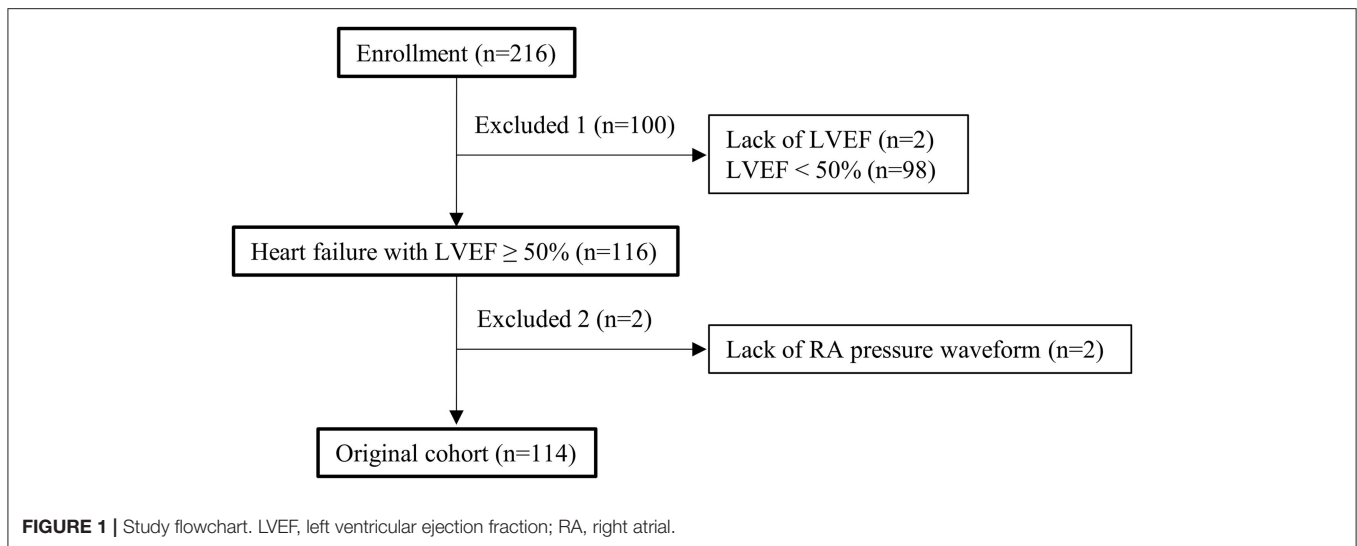 Enrollment (n=216)
Excluded 1 (n=100)
Lack of LVEF (n=2)
LVEF < 50% (n=98)
Heart failure with LVEF ≥ 50% (n=116)
Excluded 2 (n=2)
Lack of RA pressure waveform (n=2)
Original cohort (n=114)
FIGURE 1 | Study flowchart. LVEF, left ventricular ejection fraction; RA, right atrial.